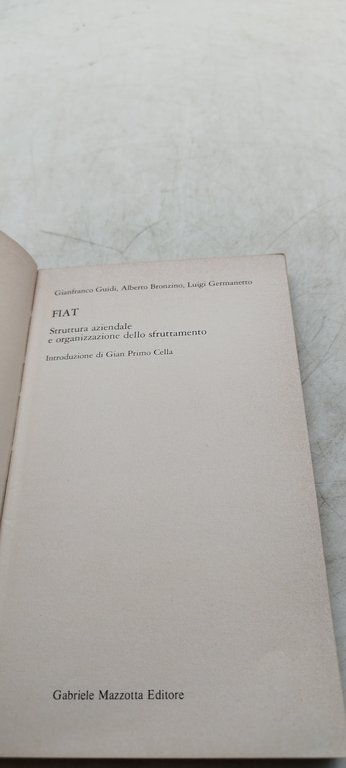 Gianfranco Guidi, Alberto Bronzino, Luigi Germanetto
FIAT
Struttura aziendale
e organizzazione dello sfruttamento
Introduzione di Gian Primo Cella
Gabriele Mazzotta Editore